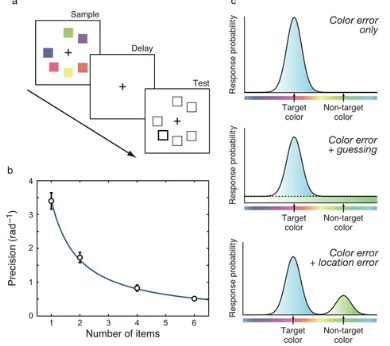 a
Sample
Delay
Test
b
Precision (rad⁻¹)
4
3
2
1
0
1 2 3 4 5 6
Number of items
c
Response probability
Color error
only
Target
color
Non-target
color
Response probability
Color error
+ guessing
Target
color
Non-target
color
Response probability
Color error
+ location error
Target
color
Non-target
color